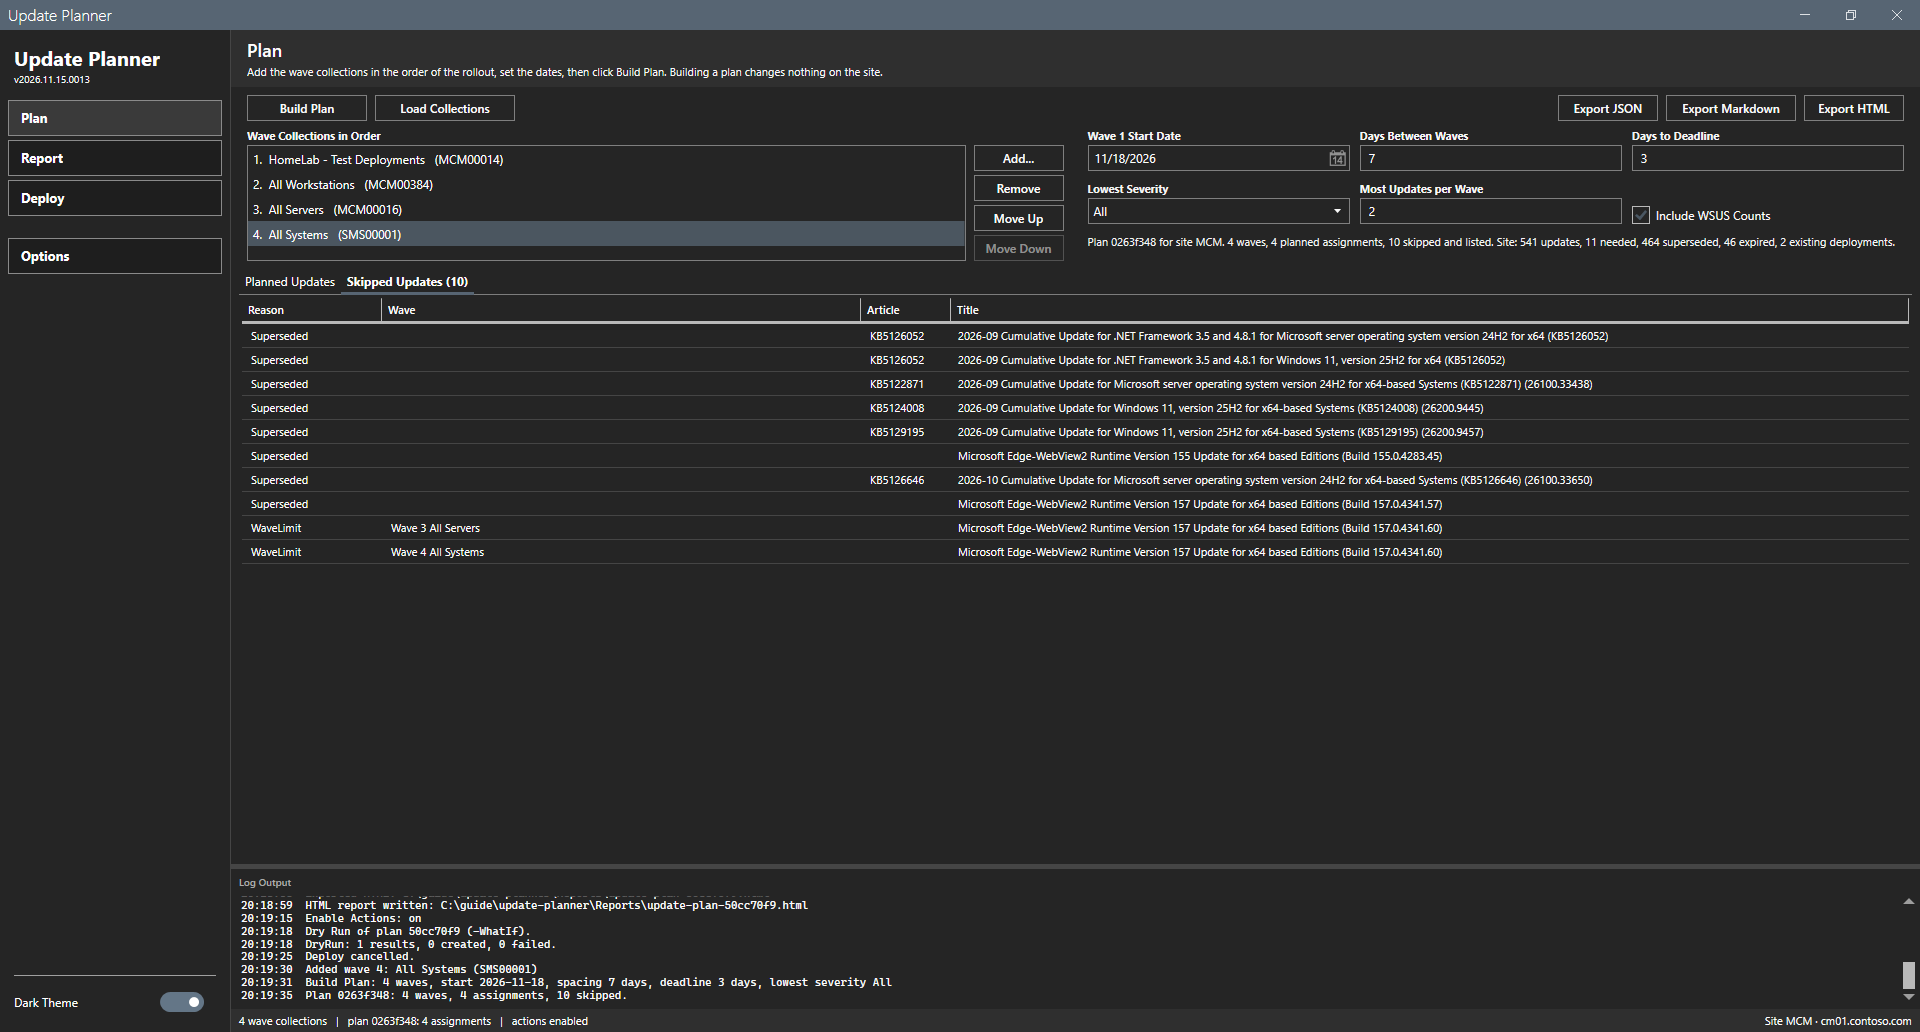 Update Planner
Update Planner
v2026.11.15.0013
Plan
Report
Deploy
Options
Dark Theme
Plan
Add the wave collections in the order of the rollout, set the dates, then click Build Plan. Building a plan changes nothing on the site.
Build Plan
Load Collections
Export JSON
Export Markdown
Export HTML
Wave Collections in Order
1. HomeLab - Test Deployments (MCM00014)
2. All Workstations (MCM00384)
3. All Servers (MCM00016)
4. All Systems (SMS00001)
Add...
Remove
Move Up
Move Down
Wave 1 Start Date
Days Between Waves
Days to Deadline
11/18/2026
14
7
3
Lowest Severity
Most Updates per Wave
All
2
Include WSUS Counts
Plan 0263f348 for site MCM. 4 waves, 4 planned assignments, 10 skipped and listed. Site: 541 updates, 11 needed, 464 superseded, 46 expired, 2 existing deployments.
Planned Updates
Skipped Updates (10)
Reason Wave Article Title
Superseded KB5126052 2026-09 Cumulative Update for .NET Framework 3.5 and 4.8.1 for Microsoft server operating system version 24H2 for x64 (KB5126052)
Superseded KB5126052 2026-09 Cumulative Update for .NET Framework 3.5 and 4.8.1 for Windows 11, version 25H2 for x64 (KB5126052)
Superseded KB5122871 2026-09 Cumulative Update for Microsoft server operating system version 24H2 for x64-based Systems (KB5122871) (26100.33438)
Superseded KB5124008 2026-09 Cumulative Update for Windows 11, version 25H2 for x64-based Systems (KB5124008) (26200.9445)
Superseded KB5129195 2026-09 Cumulative Update for Windows 11, version 25H2 for x64-based Systems (KB5129195) (26200.9457)
Superseded Microsoft Edge-WebView2 Runtime Version 155 Update for x64 based Editions (Build 155.0.4283.45)
Superseded KB5126646 2026-10 Cumulative Update for Microsoft server operating system version 24H2 for x64-based Systems (KB5126646) (26100.33650)
Superseded Microsoft Edge-WebView2 Runtime Version 157 Update for x64 based Editions (Build 157.0.4341.57)
WaveLimit Wave 3 All Servers Microsoft Edge-WebView2 Runtime Version 157 Update for x64 based Editions (Build 157.0.4341.60)
WaveLimit Wave 4 All Systems Microsoft Edge-WebView2 Runtime Version 157 Update for x64 based Editions (Build 157.0.4341.60)
Log Output
20:18:59 HTML report written: C:\guide\update-planner\Reports\update-plan-50cc70f9.html
20:19:15 Enable Actions: on
20:19:18 Dry Run of plan 50cc70f9 (-WhatIf).
20:19:18 DryRun: 1 results, 0 created, 0 failed.
20:19:25 Deploy cancelled.
20:19:30 Added wave 4: All Systems (SMS00001)
20:19:31 Build Plan: 4 waves, start 2026-11-18, spacing 7 days, deadline 3 days, lowest severity All
20:19:35 Plan 0263f348: 4 waves, 4 assignments, 10 skipped.
4 wave collections | plan 0263f348: 4 assignments | actions enabled
Site MCM · cm01.contoso.com